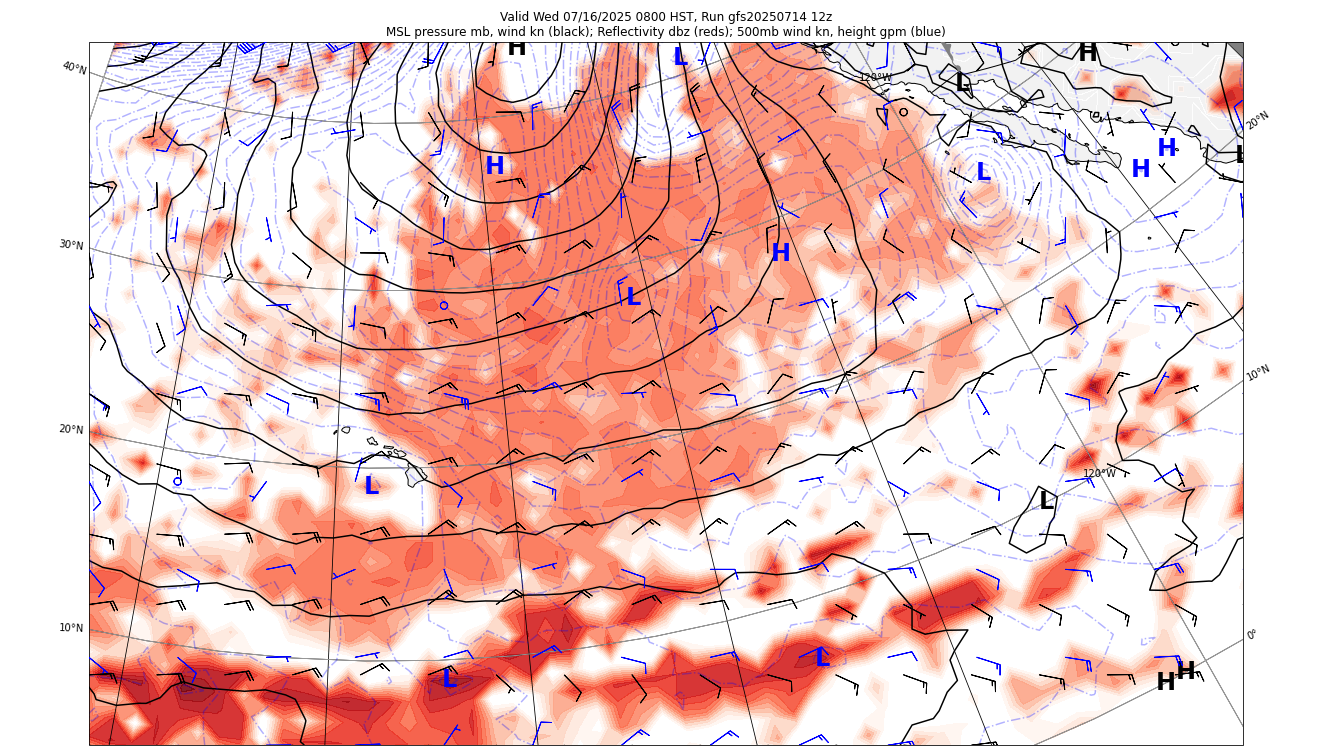 Valid Wed 07/16/2025 0800 HST, Run gfs20250714 12z
MSL pressure mb, wind kn (black); Reflectivity dbz (reds); 500mb wind kn, height gpm (blue)
H
L
H
L
120°W
40°N
20°N
H
H
L
H
L
L
30°N
H
L
10°N
20°N
120°W
L
L
10°N
0°
L
L
H
H